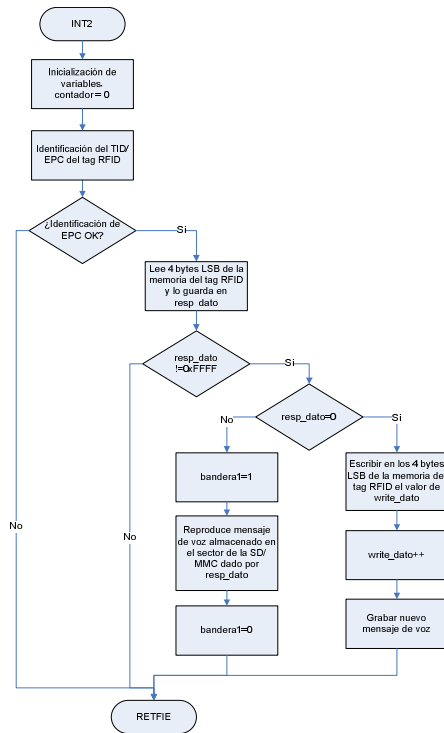 INT2
Inicialización de
variables.
contador = 0
Identificación del TID/
EPC del tag RFID
¿Identificación de
EPC OK?
Si
Lee 4 bytes LSB de la
memoria del tag RFID
y lo guarda en
resp_dato
resp_dato
!=0xFFFF
Si
resp_dato=0
No
Si
bandera1=1
Escribir en los 4 bytes
LSB de la memoria de
tag RFID el valor de
write_dato
No
No
Reproduce mensaje
de voz almacenado en
el sector de la SD/
MMC dado por
resp_dato
write_dato++
bandera1=0
Grabar nuevo
mensaje de voz
RETFIE